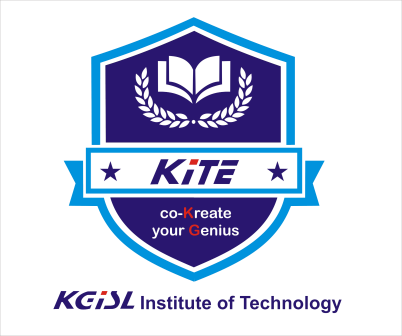 KiTE
co-Kreate
your Genius
KGiSL Institute of Technology